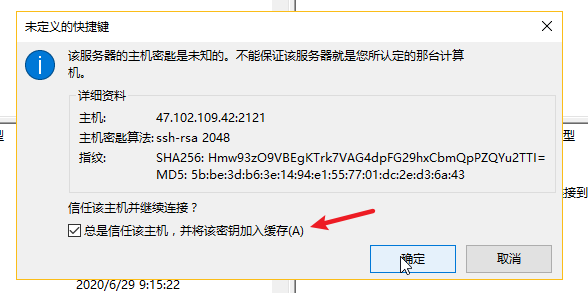 未定义的快捷键
该服务器的主机密匙是未知的。不能保证该服务器就是您所认定的那台计算
机。
详细资料
主机: 47.102.109.42:2121
主机密匙算法: ssh-rsa 2048
指纹: SHA256: Hmw93zO9VBEgKTrk7VAG4dpFG29hxCbmQpPZQYu2TTI=
MD5: 5b:be:3d:b6:3e:14:94:e1:55:77:01:dc:2e:d3:6a:43
信任该主机并继续连接？
总是信任该主机，并将该密钥加入缓存(A)
确定 取消
型
型
接到
2020/6/29 9:15:22